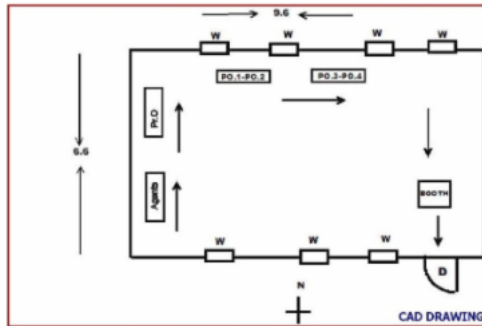 9.6
W W W W
PO.1-PO.2 PO.3-PO.4
Pr.O
6.6
Agents
BOOTH
W W W
D
N
CAD DRAWING